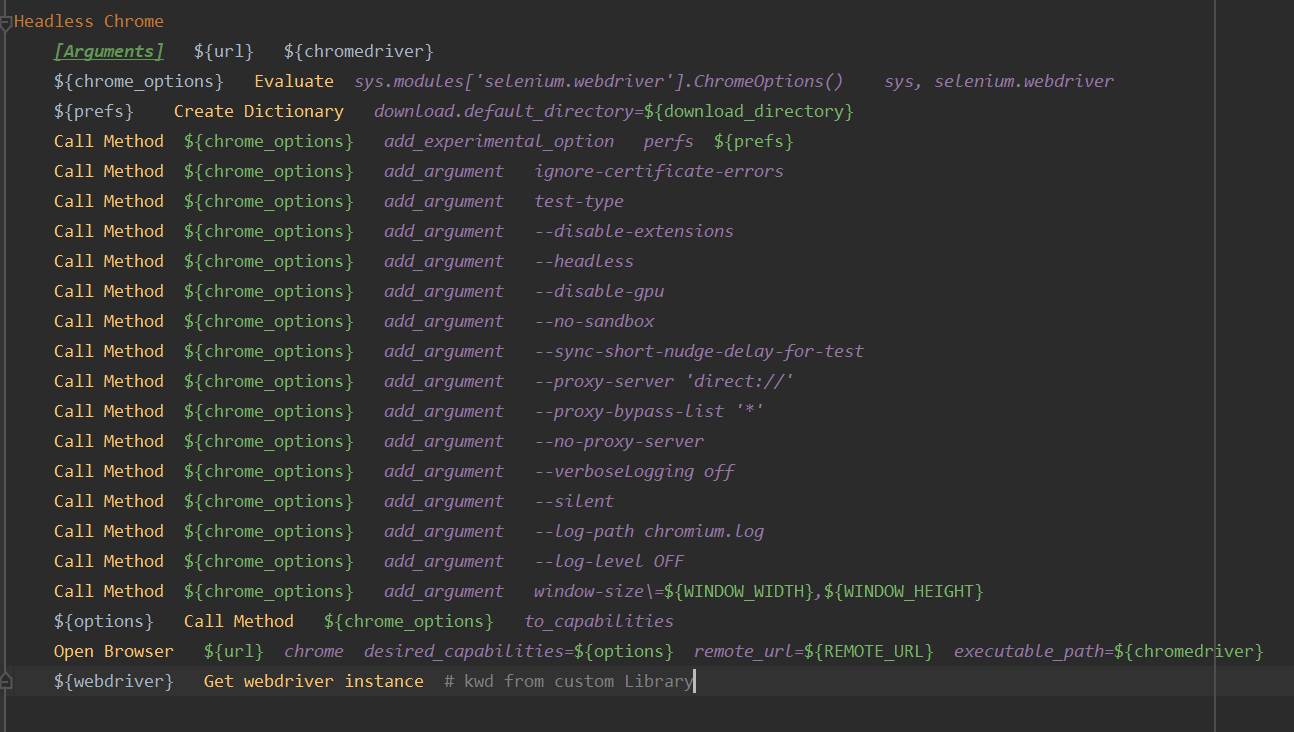 Headless Chrome
[Arguments] ${url} ${chromedriver}
${chrome_options} Evaluate sys.modules['selenium.webdriver'].ChromeOptions() sys, selenium.webdriver
${prefs} Create Dictionary download.default_directory=${download_directory}
Call Method ${chrome_options} add_experimental_option perfs ${prefs}
Call Method ${chrome_options} add_argument ignore-certificate-errors
Call Method ${chrome_options} add_argument test-type
Call Method ${chrome_options} add_argument --disable-extensions
Call Method ${chrome_options} add_argument --headless
Call Method ${chrome_options} add_argument --disable-gpu
Call Method ${chrome_options} add_argument --no-sandbox
Call Method ${chrome_options} add_argument --sync-short-nudge-delay-for-test
Call Method ${chrome_options} add_argument --proxy-server 'direct://'
Call Method ${chrome_options} add_argument --proxy-bypass-list '*'
Call Method ${chrome_options} add_argument --no-proxy-server
Call Method ${chrome_options} add_argument --verboseLogging off
Call Method ${chrome_options} add_argument --silent
Call Method ${chrome_options} add_argument --log-path chromium.log
Call Method ${chrome_options} add_argument --log-level OFF
Call Method ${chrome_options} add_argument window-size\=${WINDOW_WIDTH},${WINDOW_HEIGHT}
${options} Call Method ${chrome_options} to_capabilities
Open Browser ${url} chrome desired_capabilities=${options} remote_url=${REMOTE_URL} executable_path=${chromedriver}
${webdriver} Get webdriver instance # kwd from custom Library